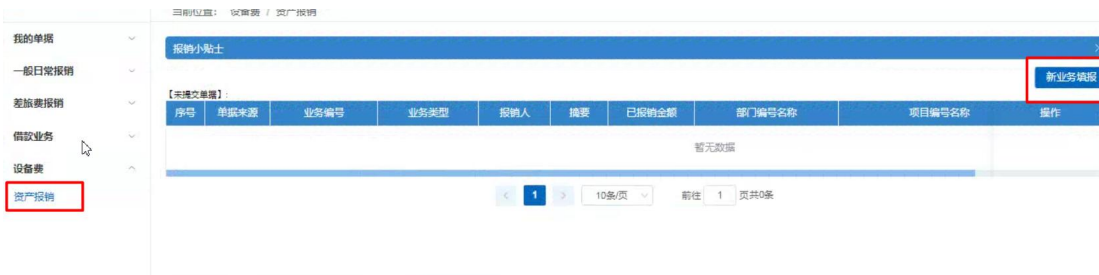 当前位置： 设备费 / 资产报销
我的单据
报销小贴士
一般日常报销
新业务填报
差旅费报销
【未提交单据】：
序号 单据来源 业务编号 业务类型 报销人 摘要 已报销金额 部门编号名称 项目编号名称 操作
借款业务
暂无数据
设备费
资产报销
< 1 > 10条/页 前往 1 页共0条